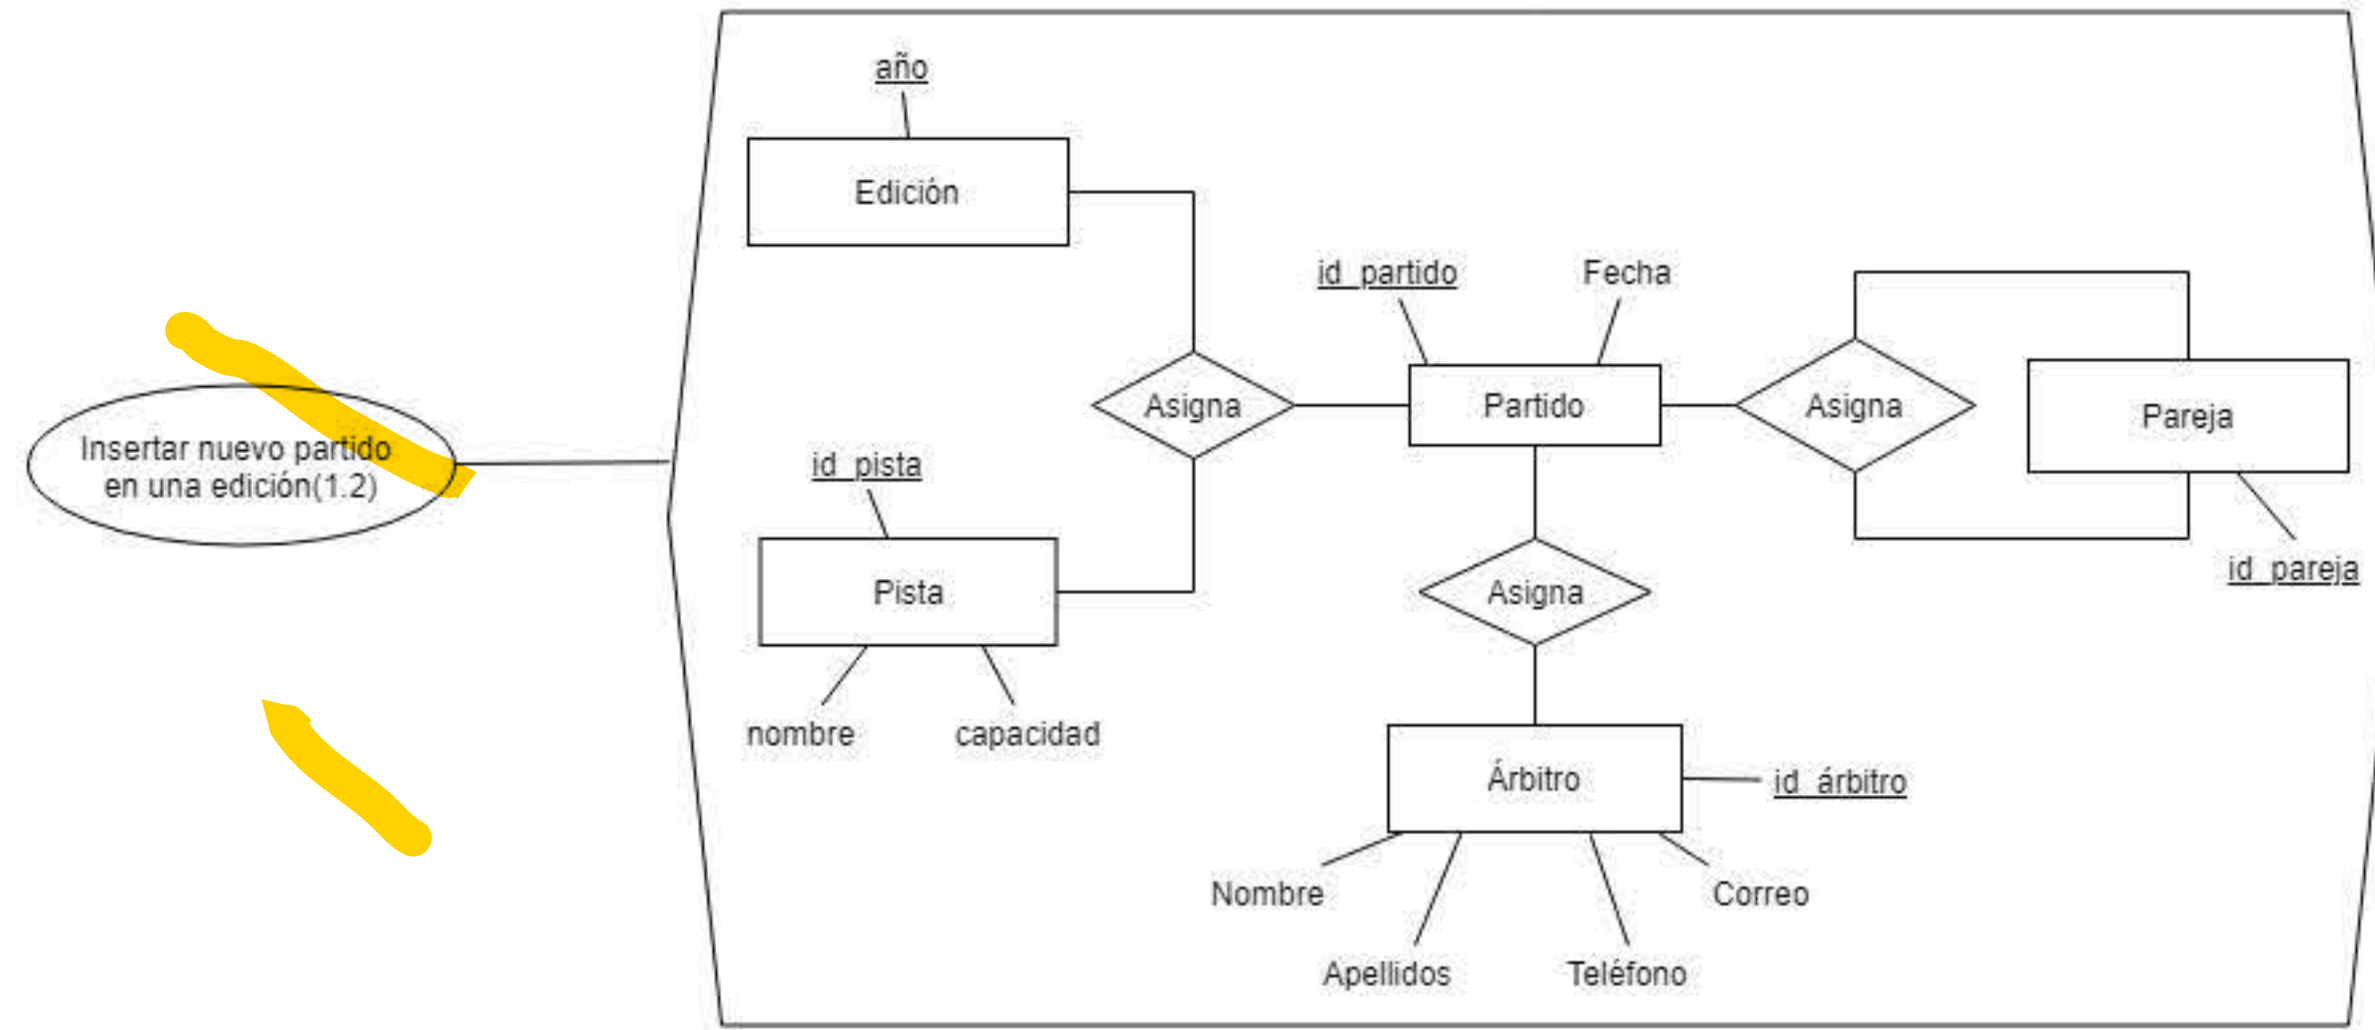 año
Edición
id_partido
Fecha
Insertar nuevo partido
en una edición(1.2)
Asigna
Partido
Asigna
Pareja
id_pista
Pista
Asigna
id_pareja
nombre
capacidad
Árbitro
id_árbitro
Nombre
Correo
Apellidos
Teléfono